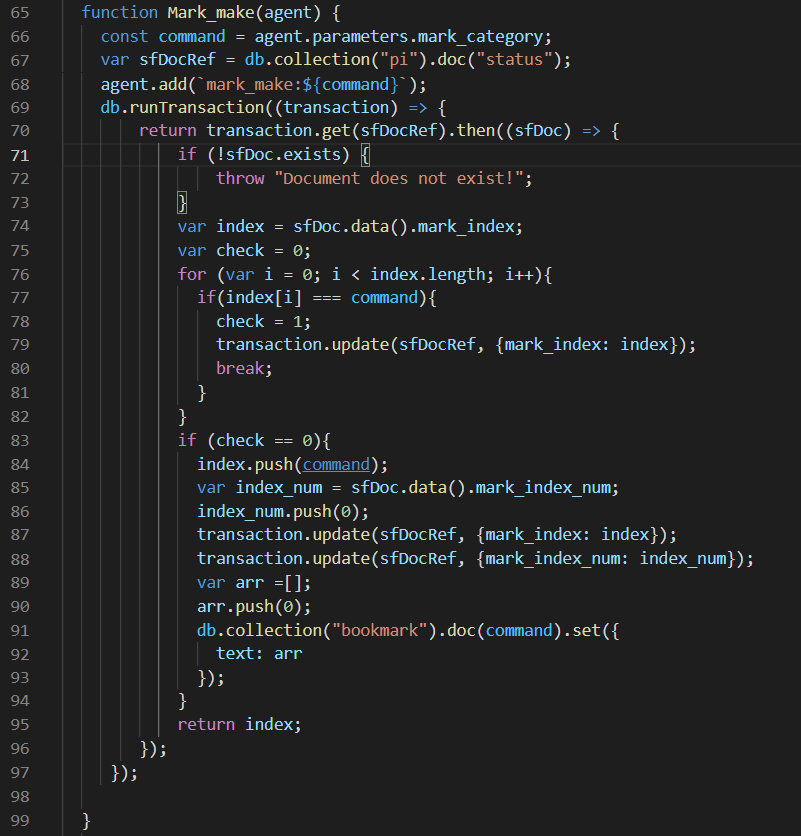 65 function Mark_make(agent) {
66 const command = agent.parameters.mark_category;
67 var sfDocRef = db.collection("pi").doc("status");
68 agent.add(`mark_make:${command}`);
69 db.runTransaction((transaction) => {
70 return transaction.get(sfDocRef).then((sfDoc) => {
71 if (!sfDoc.exists) {
72 throw "Document does not exist!";
73 }
74 var index = sfDoc.data().mark_index;
75 var check = 0;
76 for (var i = 0; i < index.length; i++){
77 if(index[i] === command){
78 check = 1;
79 transaction.update(sfDocRef, {mark_index: index});
80 break;
81 }
82 }
83 if (check == 0){
84 index.push(command);
85 var index_num = sfDoc.data().mark_index_num;
86 index_num.push(0);
87 transaction.update(sfDocRef, {mark_index: index});
88 transaction.update(sfDocRef, {mark_index_num: index_num});
89 var arr =[];
90 arr.push(0);
91 db.collection("bookmark").doc(command).set({
92 text: arr
93 });
94 }
95 return index;
96 });
97 });
98
99 }